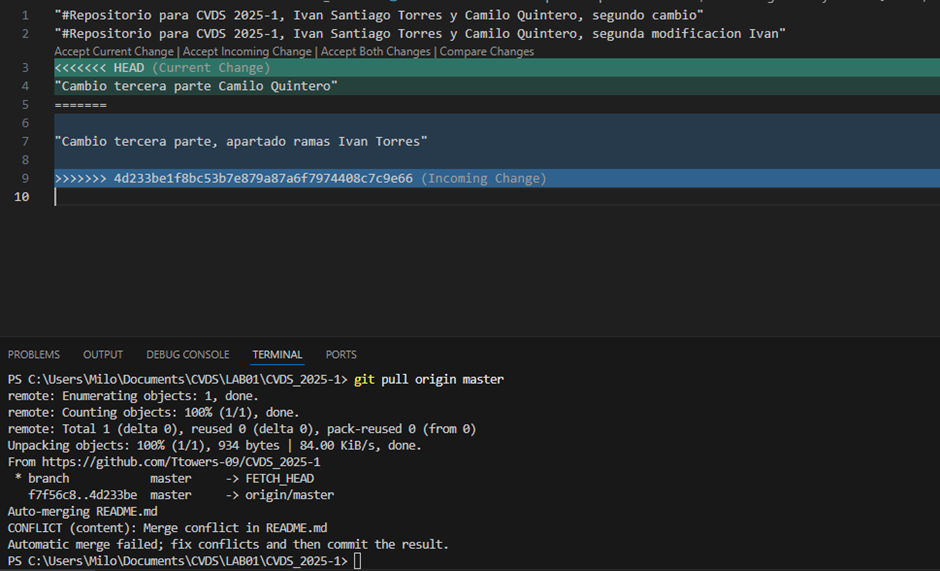 1 "#Repositorio para CVDS 2025-1, Ivan Santiago Torres y Camilo Quintero, segundo cambio"
2 "#Repositorio para CVDS 2025-1, Ivan Santiago Torres y Camilo Quintero, segunda modificacion Ivan"
Accept Current Change | Accept Incoming Change | Accept Both Changes | Compare Changes
3 <<<<<<< HEAD (Current Change)
4 "Cambio tercera parte Camilo Quintero"
5 =======
6
7 "Cambio tercera parte, apartado ramas Ivan Torres"
8
9 >>>>>>> 4d233be1f8bc53b7e879a87a6f7974408c7c9e66 (Incoming Change)
10
PROBLEMS OUTPUT DEBUG CONSOLE TERMINAL PORTS
PS C:\Users\Milo\Documents\CVDS\LAB01\CVDS_2025-1> git pull origin master
remote: Enumerating objects: 1, done.
remote: Counting objects: 100% (1/1), done.
remote: Total 1 (delta 0), reused 0 (delta 0), pack-reused 0 (from 0)
Unpacking objects: 100% (1/1), 934 bytes | 84.00 KiB/s, done.
From https://github.com/Ttowers-09/CVDS_2025-1
* branch master -> FETCH_HEAD
f7f56c8..4d233be master -> origin/master
Auto-merging README.md
CONFLICT (content): Merge conflict in README.md
Automatic merge failed; fix conflicts and then commit the result.
PS C:\Users\Milo\Documents\CVDS\LAB01\CVDS_2025-1>